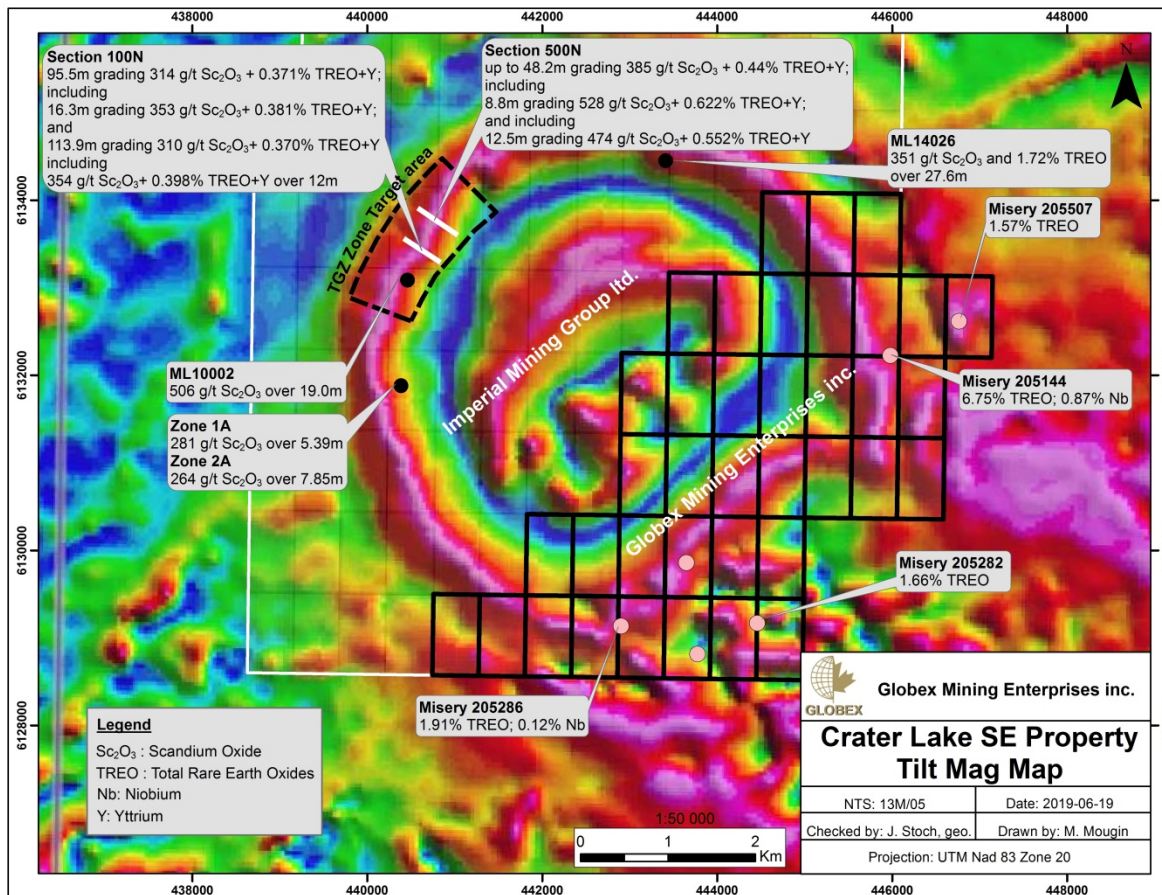 438000 440000 442000 444000 446000 448000
Section 100N
95.5m grading 314 g/t Sc₂O₃ + 0.371% TREO+Y;
including
16.3m grading 353 g/t Sc₂O₃+ 0.381% TREO+Y;
and
113.9m grading 310 g/t Sc₂O₃+ 0.370% TREO+Y
including
354 g/t Sc₂O₃+ 0.398% TREO+Y over 12m
Section 500N
up to 48.2m grading 385 g/t Sc₂O₃ + 0.44% TREO+Y;
including
8.8m grading 528 g/t Sc₂O₃+ 0.622% TREO+Y;
and including
12.5m grading 474 g/t Sc₂O₃+ 0.552% TREO+Y
N
ML14026
351 g/t Sc₂O₃ and 1.72% TREO
over 27.6m
Misery 205507
1.57% TREO
TGZ Zone Target area
6134000
6134000
Imperial Mining Group ltd.
ML10002
506 g/t Sc₂O₃ over 19.0m
6132000
6132000
Misery 205144
6.75% TREO; 0.87% Nb
Zone 1A
281 g/t Sc₂O₃ over 5.39m
Zone 2A
264 g/t Sc₂O₃ over 7.85m
Globex Mining Enterprises inc.
6130000
6130000
Misery 205282
1.66% TREO
Misery 205286
1.91% TREO; 0.12% Nb
6128000
6128000
Legend
Sc₂O₃ : Scandium Oxide
TREO : Total Rare Earth Oxides
Nb: Niobium
Y: Yttrium
1:50 000
0 1 2
Km
GLOBEX
Globex Mining Enterprises inc.
Crater Lake SE Property
Tilt Mag Map
NTS: 13M/05
Date: 2019-06-19
Checked by: J. Stoch, geo.
Drawn by: M. Mougin
Projection: UTM Nad 83 Zone 20
438000 440000 442000 444000 446000 448000